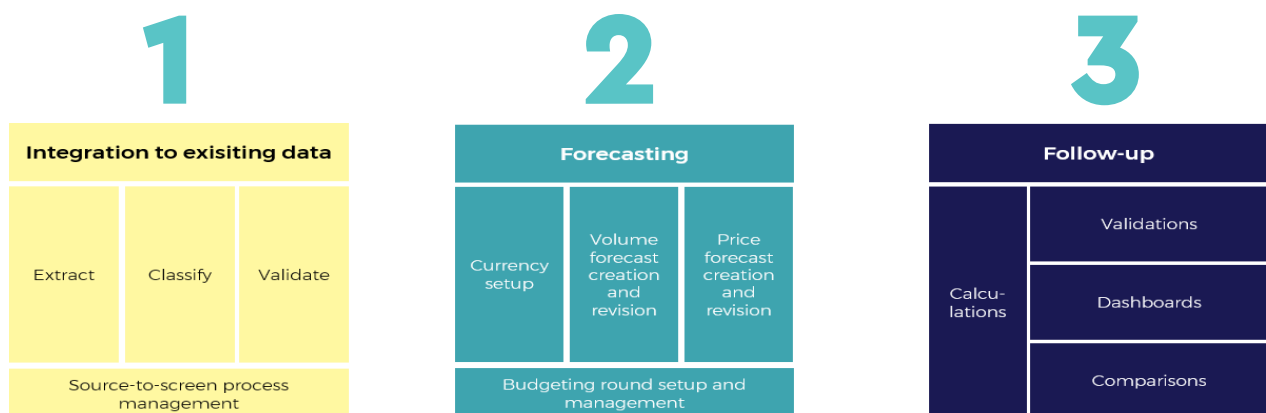 1
Integration to exisiting data
Extract
Classify
Validate
Source-to-screen process
management
2
Forecasting
Currency
setup
Volume
forecast
creation
and
revision
Price
forecast
creation
and
revision
Budgeting round setup and
management
3
Follow-up
Calcu-
lations
Validations
Dashboards
Comparisons